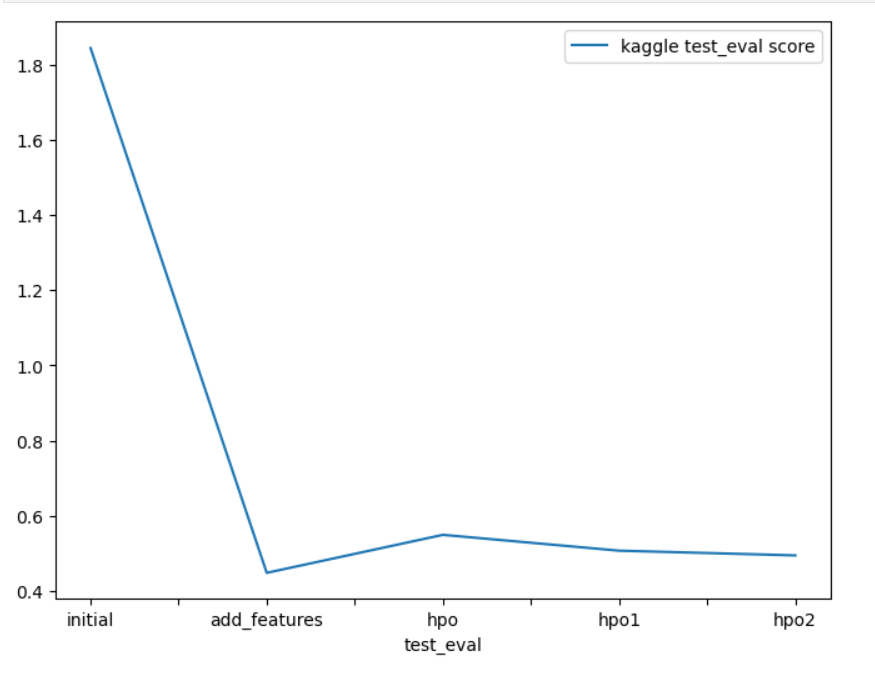 kaggle test_eval score
1.8
1.6
1.4
1.2
1.0
0.8
0.6
0.4
initial add_features hpo hpo1 hpo2
test_eval